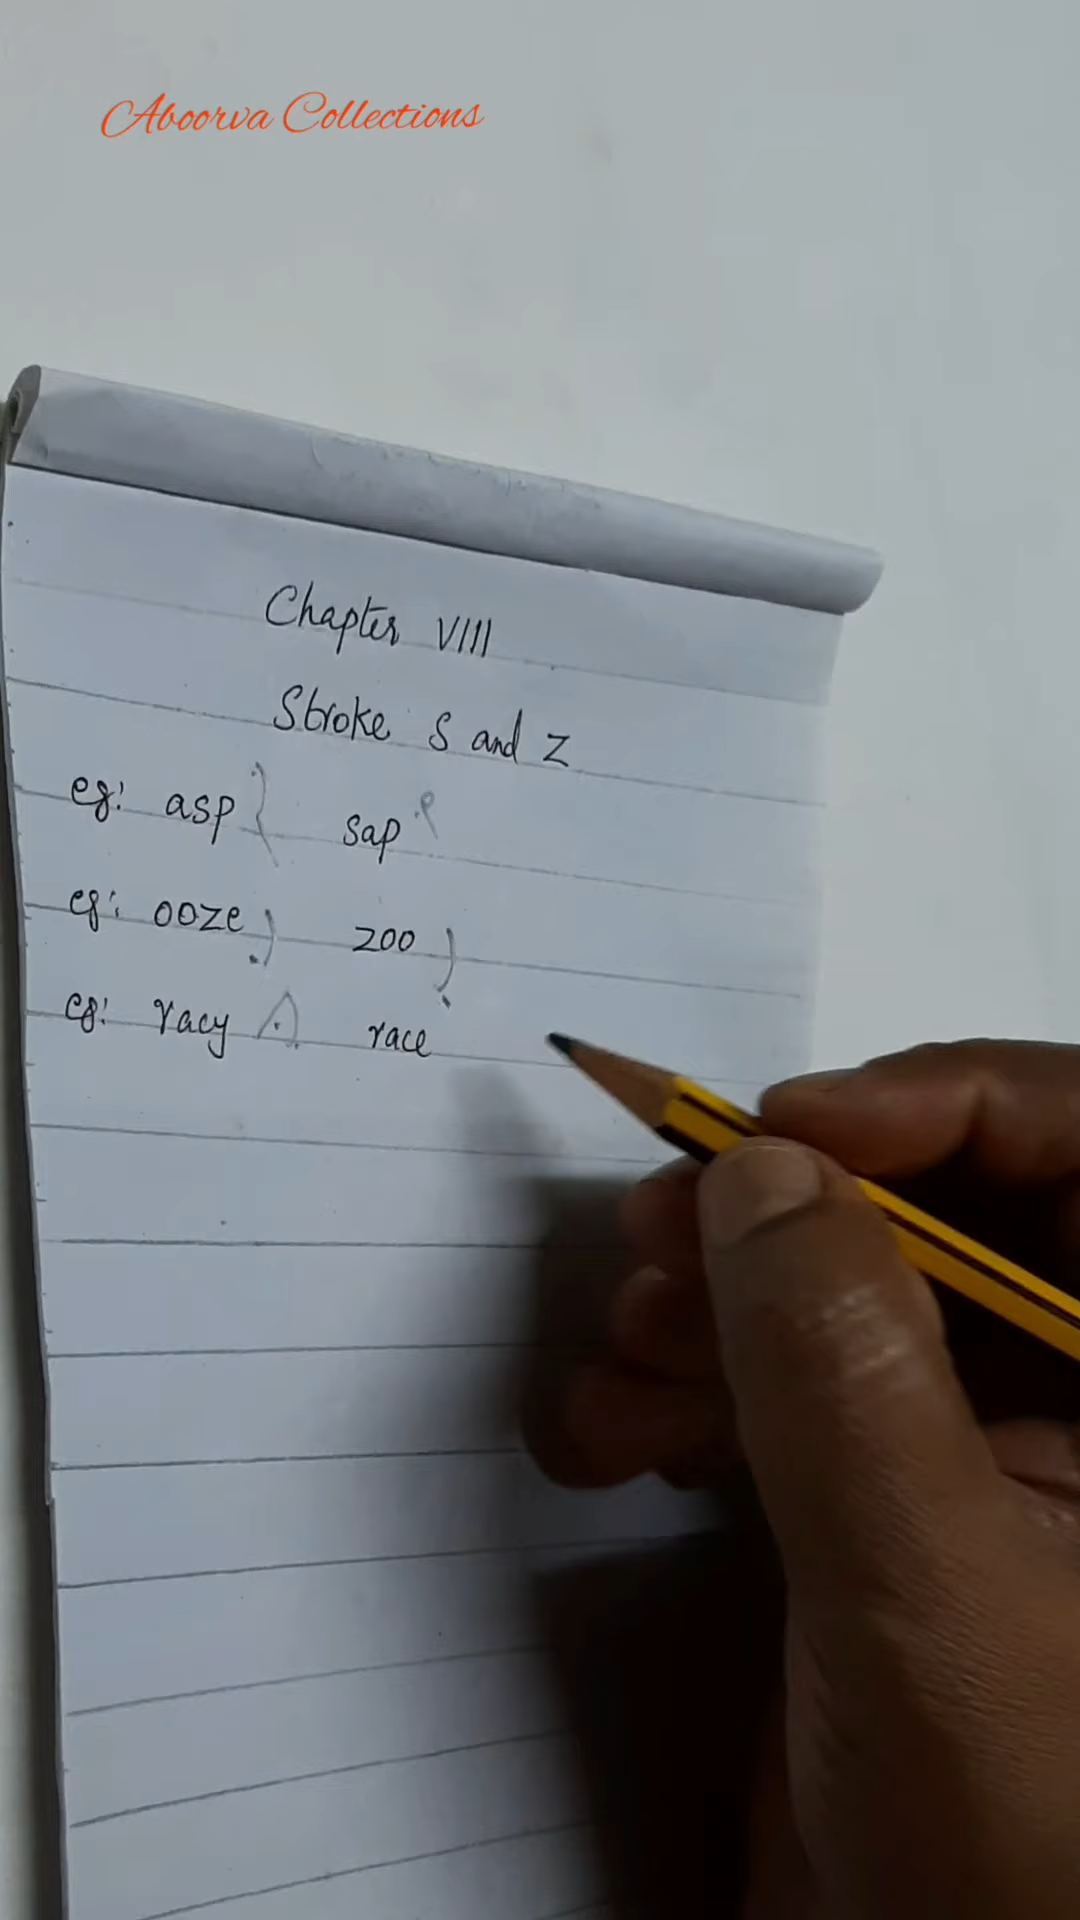 Aboorva Collections
Chapter VIII
Stroke S and Z
eg: asp sap
eg: ooze zoo
eg: racy race